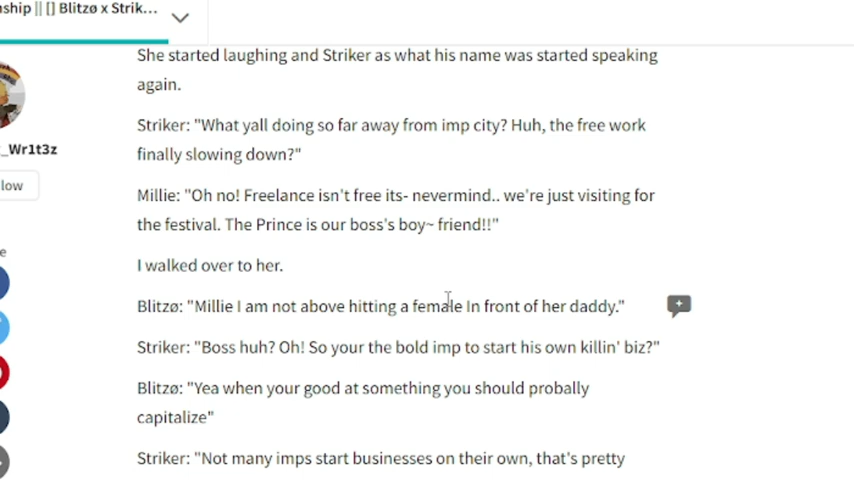 ship || [] Blitzø x Strik...
She started laughing and Striker as what his name was started speaking
again.
Striker: "What yall doing so far away from imp city? Huh, the free work
_Wr1t3z
finally slowing down?"
low
Millie: "Oh no! Freelance isn't free its- nevermind.. we're just visiting for
the festival. The Prince is our boss's boy~ friend!!"
e
I walked over to her.
Blitzø: "Millie I am not above hitting a female In front of her daddy."
Striker: "Boss huh? Oh! So your the bold imp to start his own killin' biz?"
Blitzø: "Yea when your good at something you should probally
capitalize"
Striker: "Not many imps start businesses on their own, that's pretty